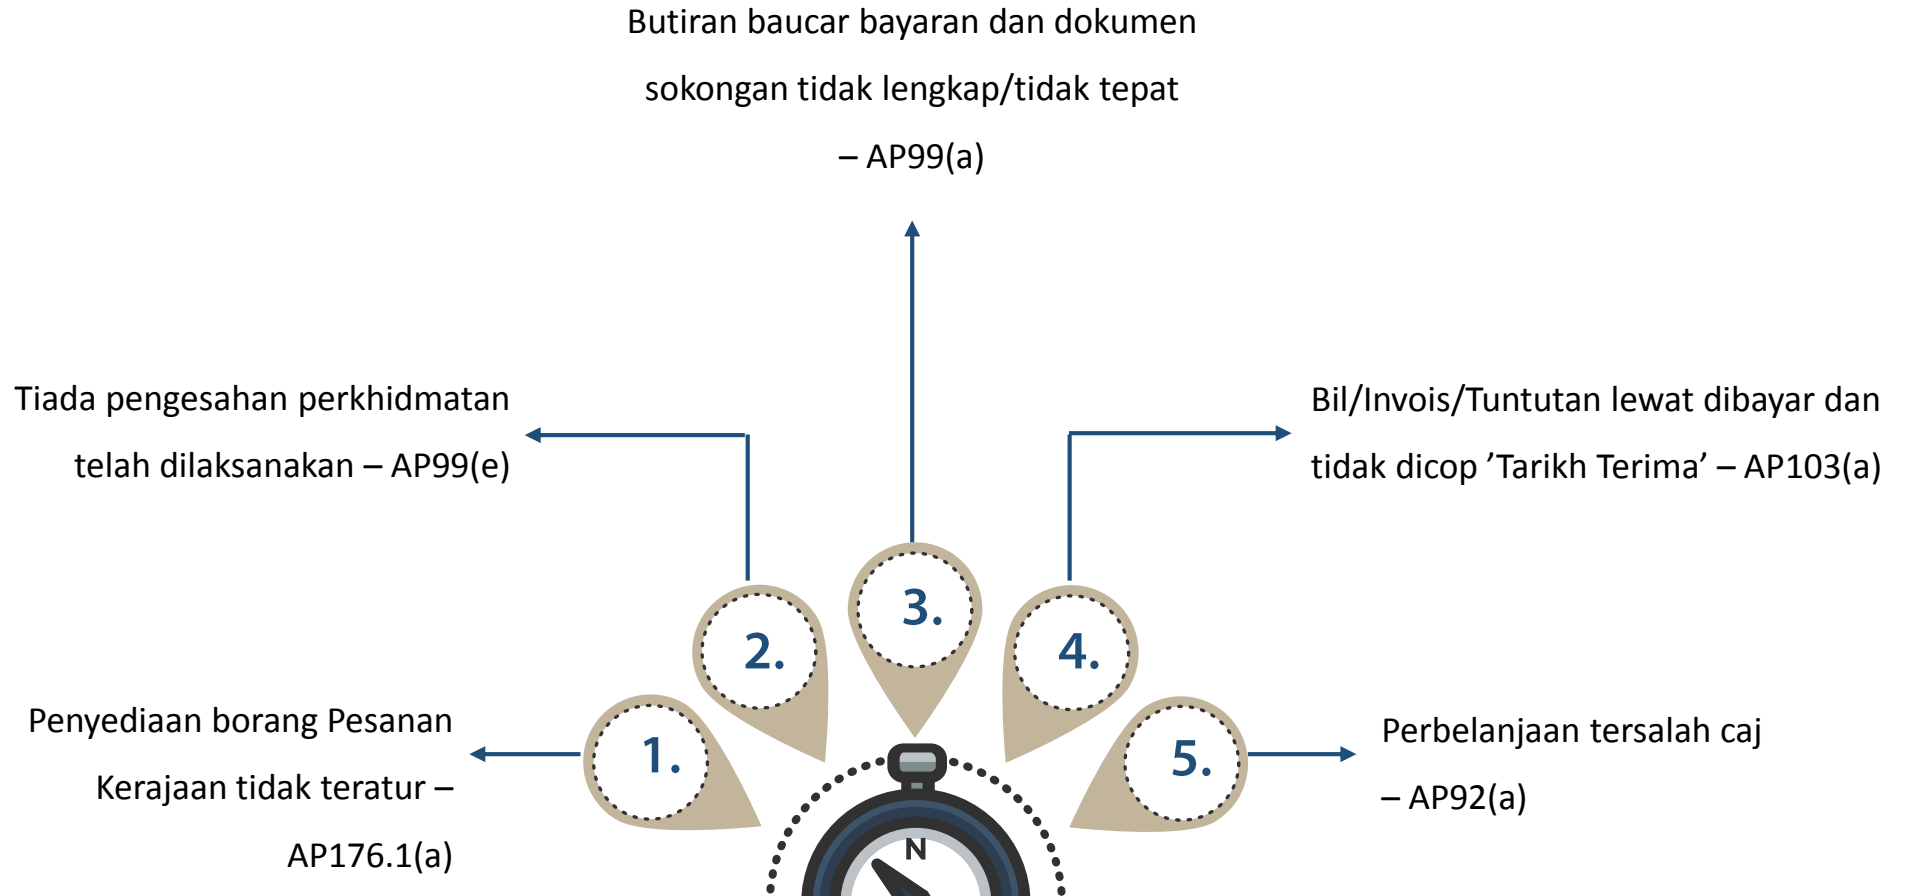 Butiran baucar bayaran dan dokumen
sokongan tidak lengkap/tidak tepat
– AP99(a)
Tiada pengesahan perkhidmatan
telah dilaksanakan – AP99(e)
Bil/Invois/Tuntutan lewat dibayar dan
tidak dicop ’Tarikh Terima’ – AP103(a)
3.
2.
4.
Penyediaan borang Pesanan
Kerajaan tidak teratur –
AP176.1(a)
1.
5.
Perbelanjaan tersalah caj
– AP92(a)
N